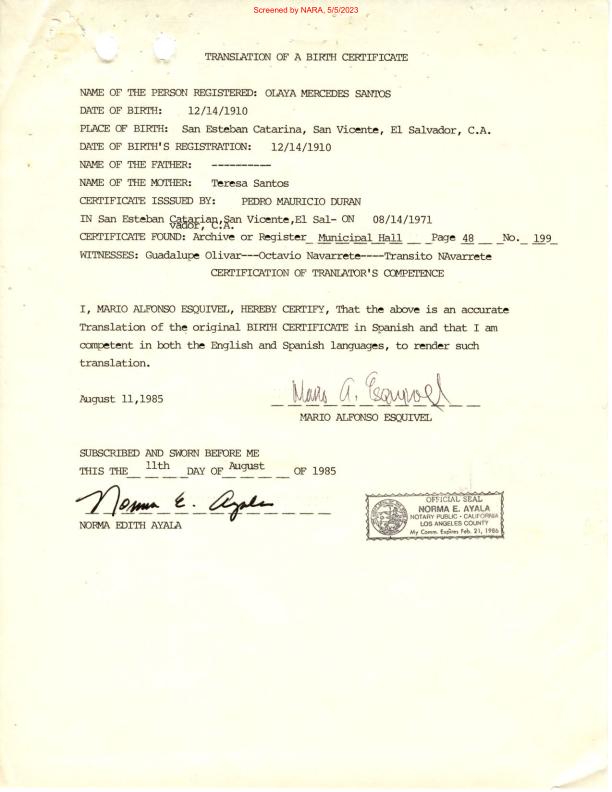 Screened by NARA, 5/5/2023
TRANSLATION OF A BIRTH CERTIFICATE
NAME OF THE PERSON REGISTERED: OLAYA MERCEDES SANTOS
DATE OF BIRTH: 12/14/1910
PLACE OF BIRTH: San Esteban Catarina, San Vicente, El Salvador, C.A.
DATE OF BIRTH'S REGISTRATION: 12/14/1910
NAME OF THE FATHER: ----------
NAME OF THE MOTHER: Teresa Santos
CERTIFICATE ISSSUED BY: PEDRO MAURICIO DURAN
IN San Esteban Catarian,San Vicente,El Sal- ON 08/14/1971
vador, C.A.
CERTIFICATE FOUND: Archive or Register Municipal Hall Page 48 No. 199
WITNESSES: Guadalupe Olivar---Octavio Navarrete----Transito NAvarrete
CERTIFICATION OF TRANLATOR'S COMPETENCE
I, MARIO ALFONSO ESQUIVEL, HEREBY CERTIFY, That the above is an accurate
Translation of the original BIRTH CERTIFICATE in Spanish and that I am
competent in both the English and Spanish languages, to render such
translation.
August 11,1985
Mario A. Esquivel
MARIO ALFONSO ESQUIVEL
SUBSCRIBED AND SWORN BEFORE ME
THIS THE 11th DAY OF August OF 1985
Norma E. Ayala
NORMA EDITH AYALA
OFFICIAL SEAL
NORMA E. AYALA
NOTARY PUBLIC - CALIFORNIA
LOS ANGELES COUNTY
My Comm. Expires Feb. 21, 1986